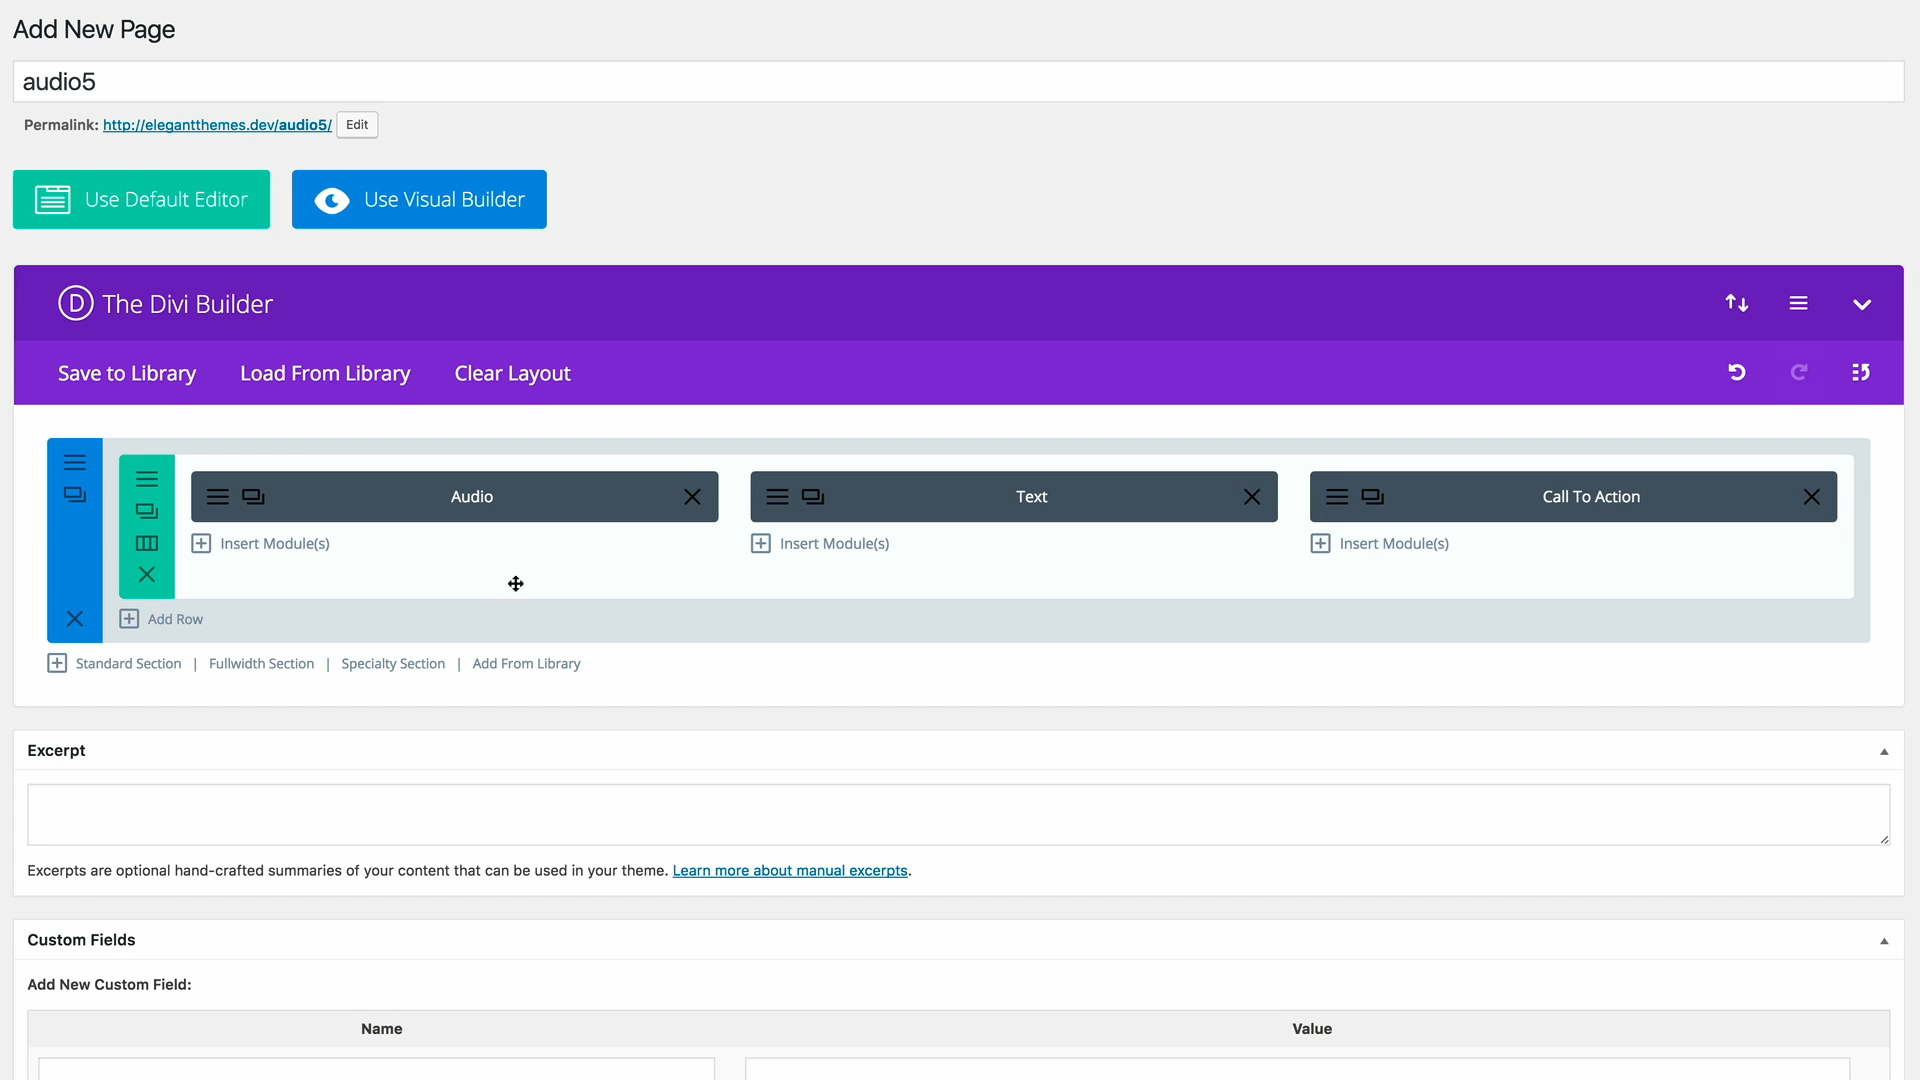 Add New Page
audio5
Permalink: http://elegantthemes.dev/audio5/ Edit
Use Default Editor
Use Visual Builder
D The Divi Builder
Save to Library
Load From Library
Clear Layout
Audio
Text
Call To Action
Insert Module(s)
Insert Module(s)
Insert Module(s)
Add Row
Standard Section | Fullwidth Section | Specialty Section | Add From Library
Excerpt
Excerpts are optional hand-crafted summaries of your content that can be used in your theme. Learn more about manual excerpts.
Custom Fields
Add New Custom Field:
Name
Value